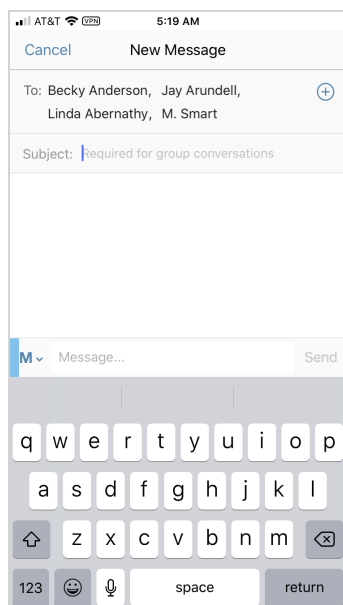 AT&T VPN 5:19 AM
Cancel New Message
To: Becky Anderson, Jay Arundell,
Linda Abernathy, M. Smart
Subject: Required for group conversations
M Message... Send
q w e r t y u i o p
a s d f g h j k l
z x c v b n m
123 space return